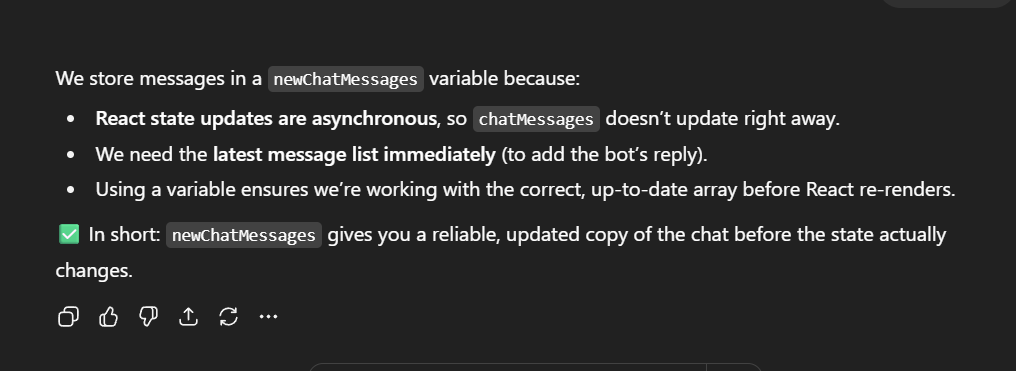 We store messages in a newChatMessages variable because:
• React state updates are asynchronous, so chatMessages doesn’t update right away.
• We need the latest message list immediately (to add the bot’s reply).
• Using a variable ensures we’re working with the correct, up-to-date array before React re-renders.
✅ In short: newChatMessages gives you a reliable, updated copy of the chat before the state actually
changes.